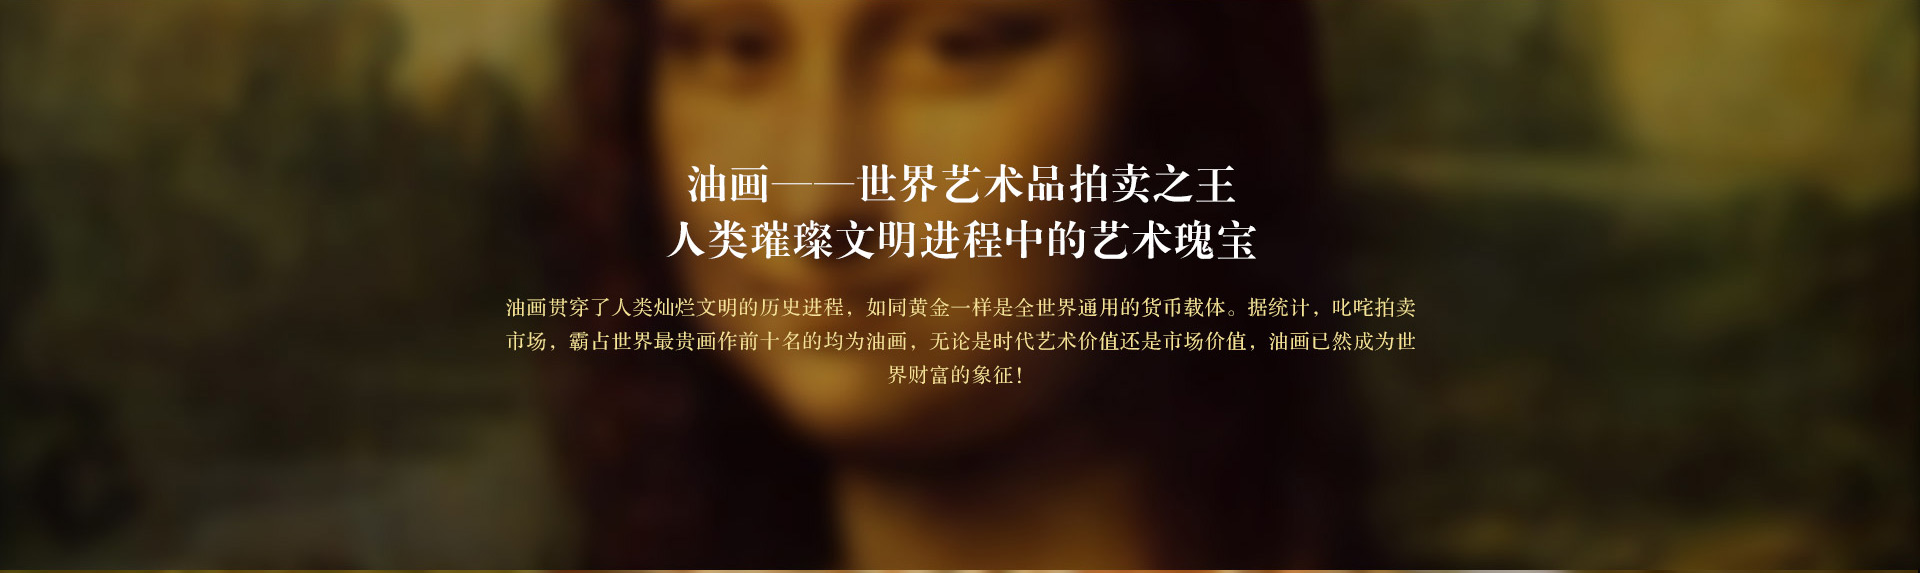 油画——世界艺术品拍卖之王
人类璀璨文明进程中的艺术瑰宝
油画贯穿了人类灿烂文明的历史进程，如同黄金一样是全世界通用的货币载体。据统计，叱咤拍卖
市场，霸占世界最贵画作前十名的均为油画，无论是时代艺术价值还是市场价值，油画已然成为世
界财富的象征！